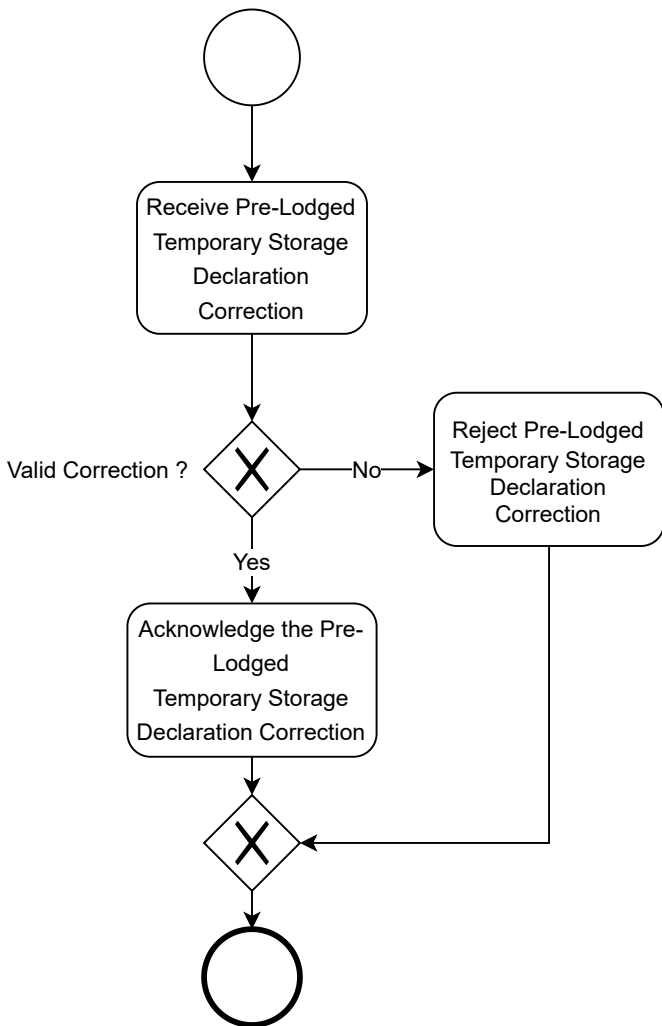 Receive Pre-Lodged
Temporary Storage
Declaration
Correction
Valid Correction ?
No
Reject Pre-Lodged
Temporary Storage
Declaration
Correction
Yes
Acknowledge the Pre-
Lodged
Temporary Storage
Declaration Correction